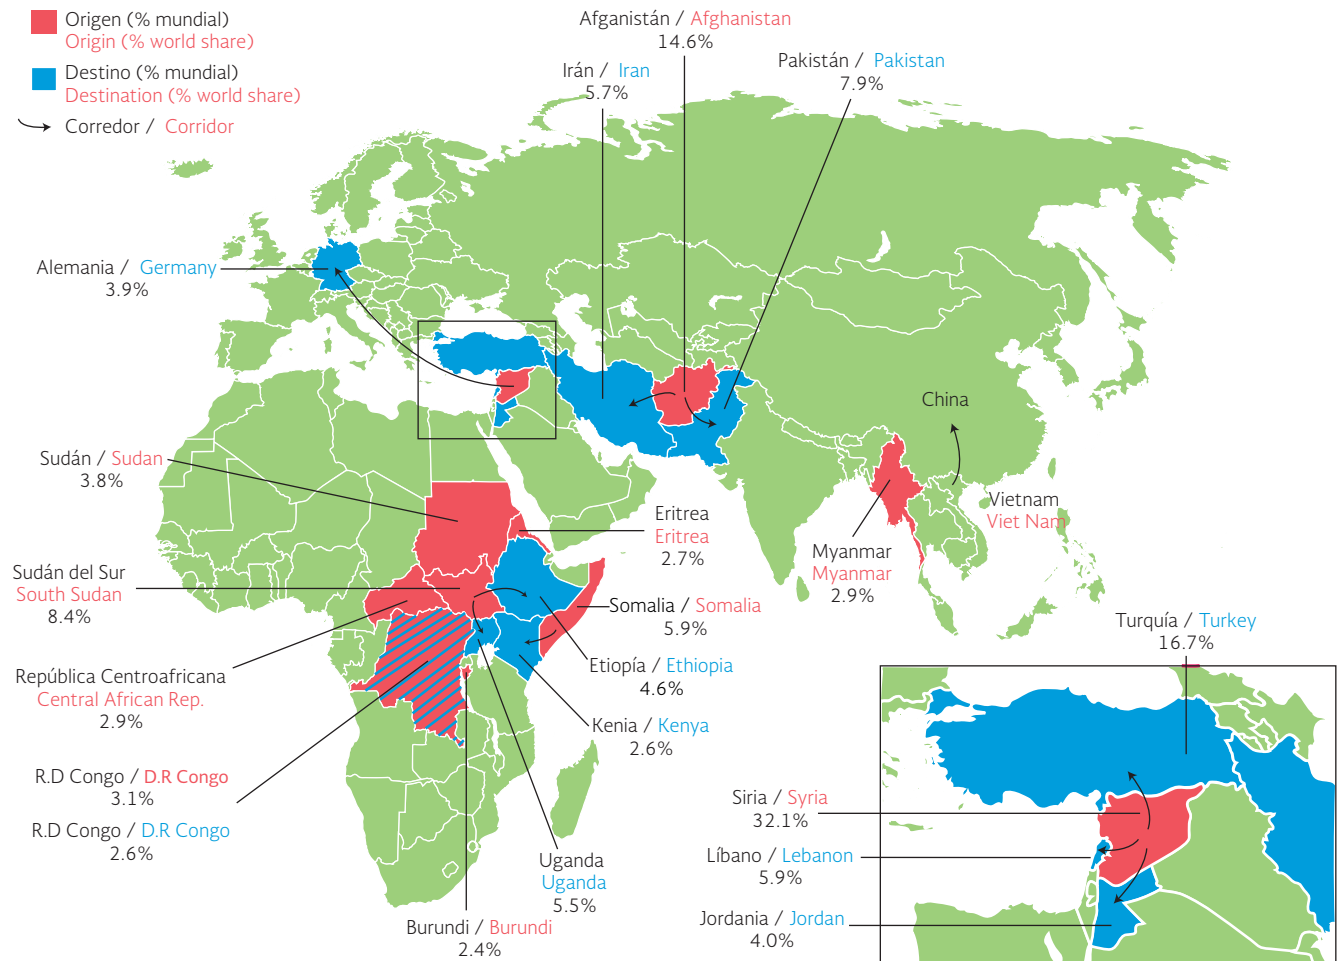 Origen (% mundial)
Origin (% world share)
Destino (% mundial)
Destination (% world share)
Corredor / Corridor
Afganistán / Afghanistan
14.6%
Irán / Iran
5.7%
Pakistán / Pakistan
7.9%
Alemania / Germany
3.9%
China
Sudán / Sudan
3.8%
Vietnam
Viet Nam
Eritrea
Eritrea
2.7%
Myanmar
Myanmar
2.9%
Sudán del Sur
South Sudan
8.4%
Somalia / Somalia
5.9%
Turquía / Turkey
16.7%
Etiopía / Ethiopia
4.6%
República Centroafricana
Central African Rep.
2.9%
Kenia / Kenya
2.6%
R.D Congo / D.R Congo
3.1%
R.D Congo / D.R Congo
2.6%
Siria / Syria
32.1%
Líbano / Lebanon
5.9%
Uganda
Uganda
5.5%
Jordania / Jordan
4.0%
Burundi / Burundi
2.4%